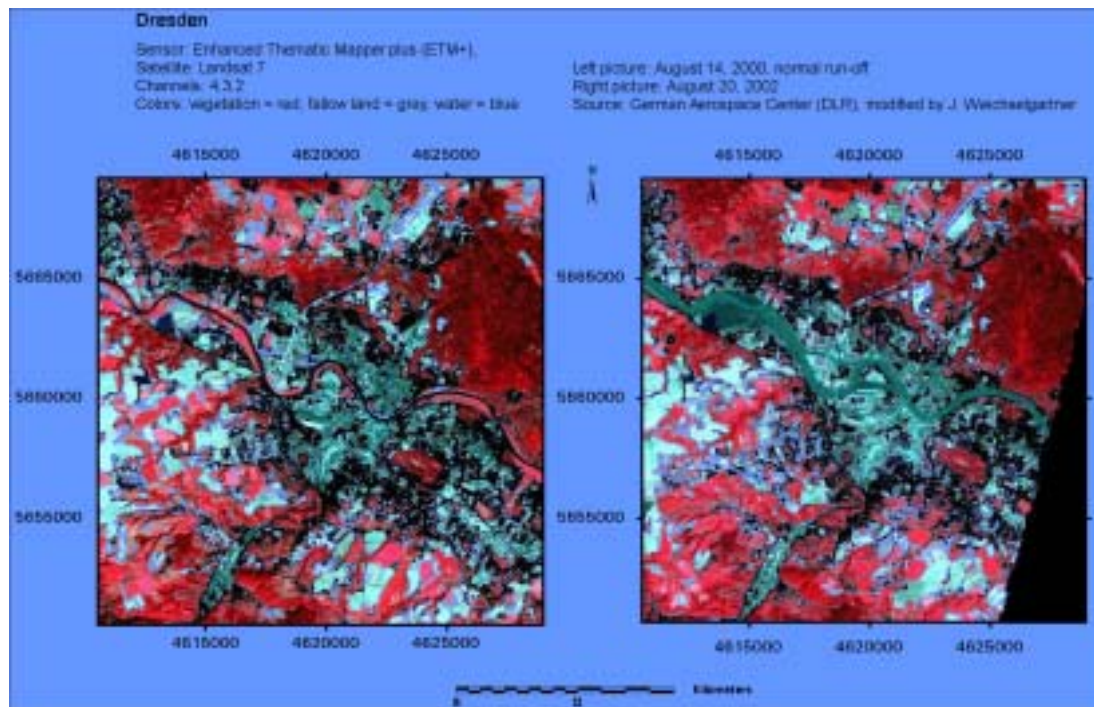 Dresden
Sensor: Enhanced Thematic Mapper plus (ETM+),
Satellite: Landsat 7
Channels: 4,3,2
Colors: vegetation = red, fallow land = gray, water = blue
Left picture: August 14, 2000, normal run-off
Right picture: August 20, 2002
Source: German Aerospace Center (DLR), modified by J. Weichselgartner
4615000 4620000 4625000
4615000 4620000 4625000
5665000
5665000
5660000
5660000
5655000
5655000
4615000 4620000 4625000
4615000 4620000 4625000
Kilometers